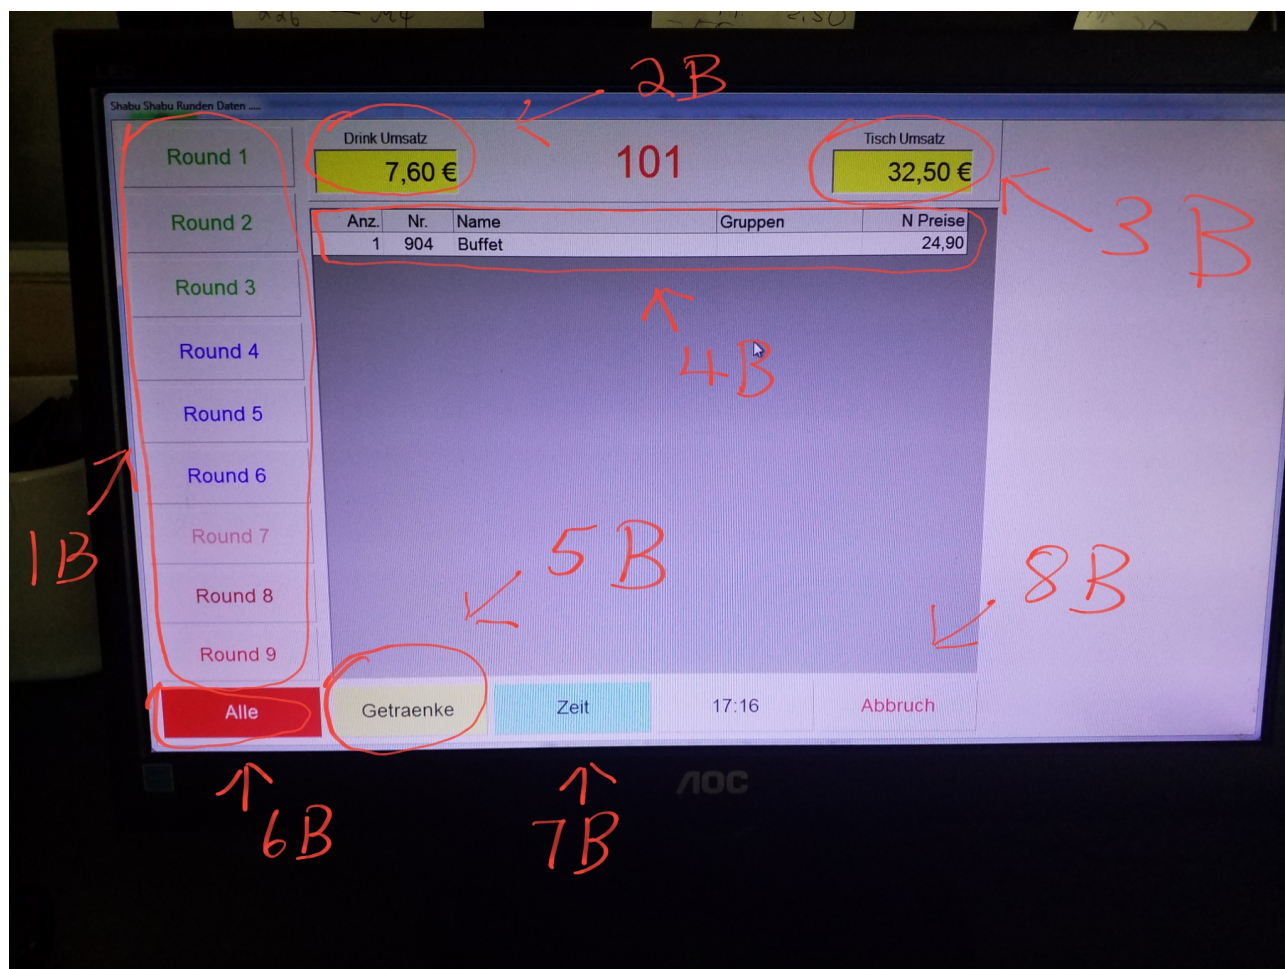 2B
Shabu Shabu Runden Daten .....
Drink Umsatz
7,60 €
101
Tisch Umsatz
32,50 €
3B
Anz. Nr. Name Gruppen N Preise
1 904 Buffet 24,90
4B
Round 1
Round 2
Round 3
Round 4
Round 5
Round 6
Round 7
Round 8
Round 9
1B
5B
8B
Alle Getraenke Zeit 17:16 Abbruch
6B
7B
AOC